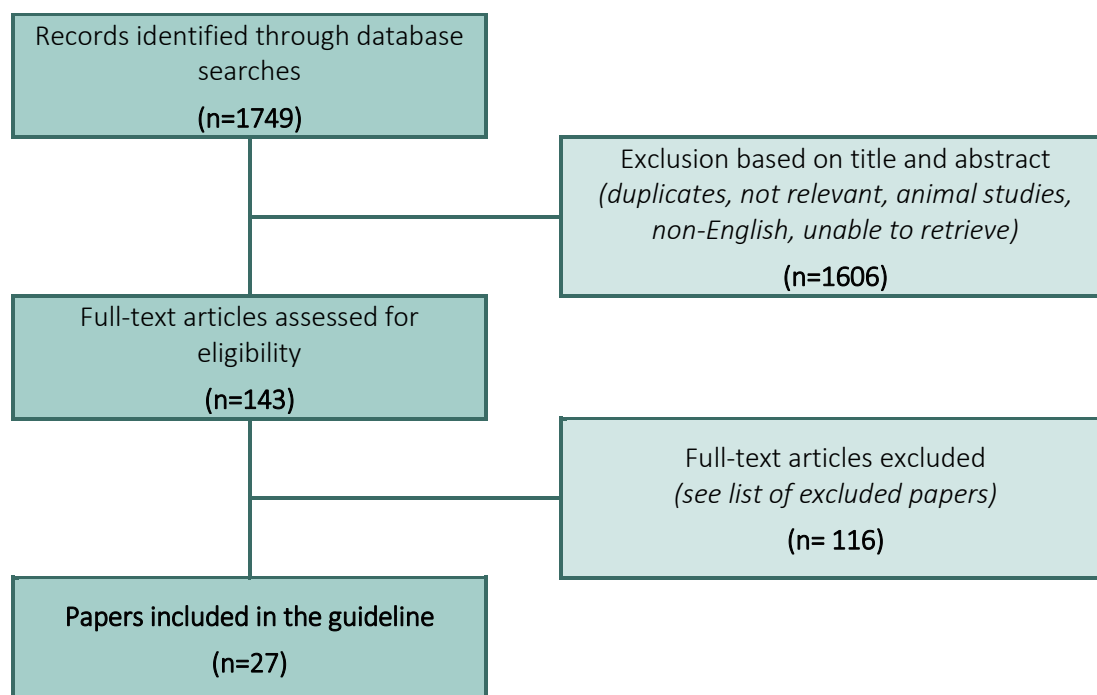 Records identified through database
searches
(n=1749)
Exclusion based on title and abstract
(duplicates, not relevant, animal studies,
non-English, unable to retrieve)
(n=1606)
Full-text articles assessed for
eligibility
(n=143)
Full-text articles excluded
(see list of excluded papers)
(n= 116)
Papers included in the guideline
(n=27)